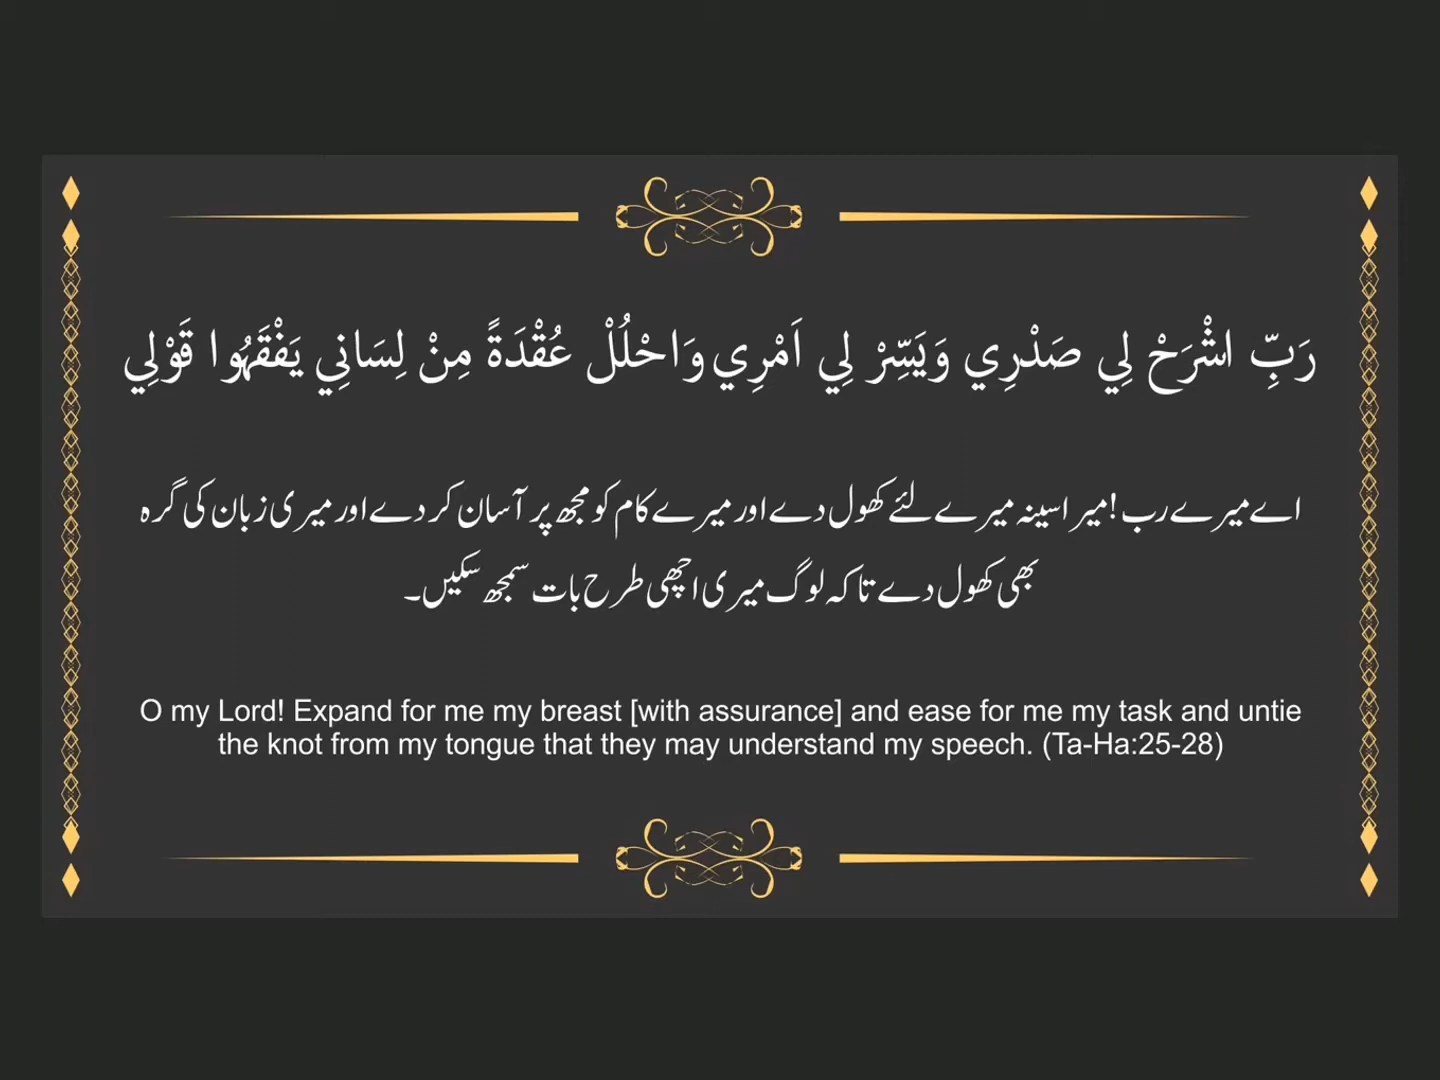 رَبِّ اشْرَحْ لِي صَدْرِي وَيَسِّرْ لِي اَمْرِي وَاحْلُلْ عُقْدَةً مِنْ لِسَانِي يَفْقَهُوا قَوْلِي
اے میرے رب ! میرا سینہ میرے لئے کھول دے اور میرے کام کو مجھ پر آسان کر دے اور میری زبان کی گرہ
بھی کھول دے تاکہ لوگ میری اچھی طرح بات سمجھ سکیں۔
O my Lord! Expand for me my breast [with assurance] and ease for me my task and untie
the knot from my tongue that they may understand my speech. (Ta-Ha:25-28)